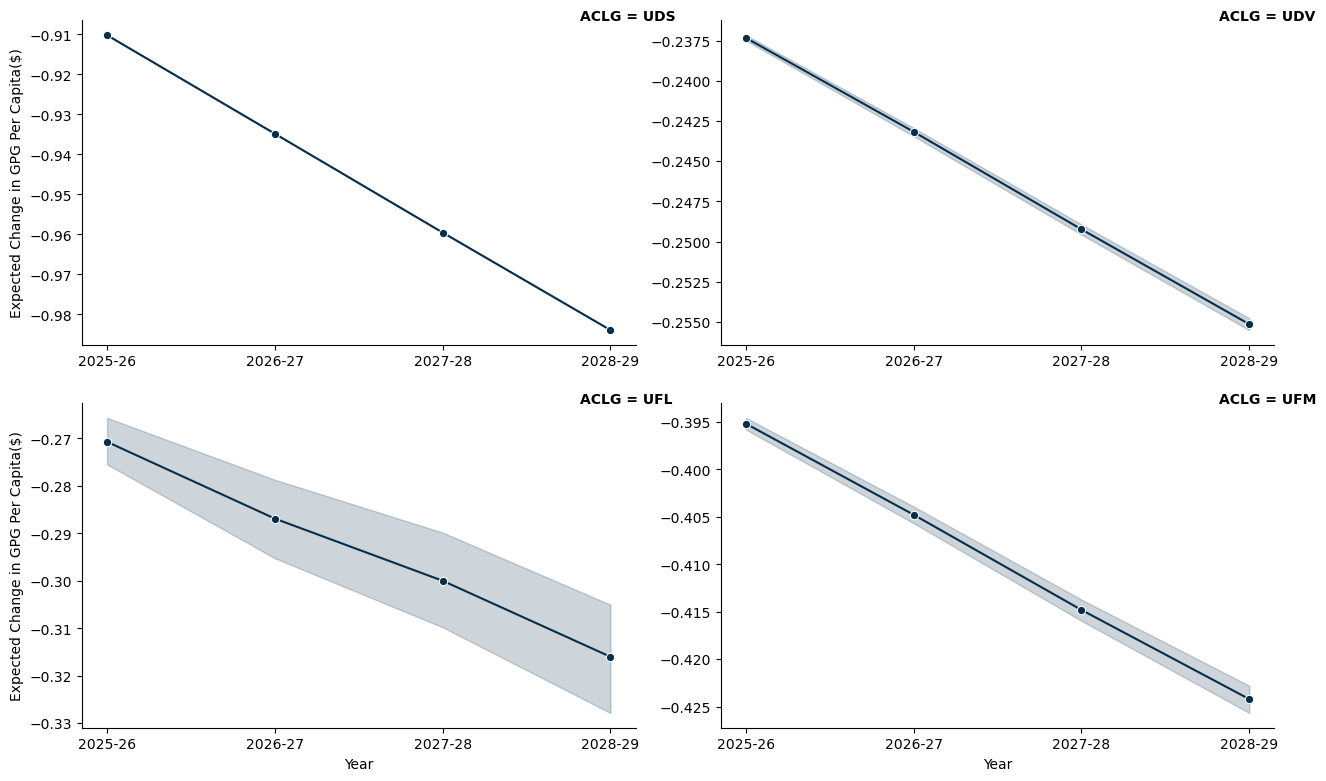 ACLG = UDS
Expected Change in GPG Per Capita($)
−0.91
−0.92
−0.93
−0.94
−0.95
−0.96
−0.97
−0.98
2025-26 2026-27 2027-28 2028-29
ACLG = UDV
−0.2375
−0.2400
−0.2425
−0.2450
−0.2475
−0.2500
−0.2525
−0.2550
2025-26 2026-27 2027-28 2028-29
ACLG = UFL
Expected Change in GPG Per Capita($)
−0.27
−0.28
−0.29
−0.30
−0.31
−0.32
−0.33
2025-26 2026-27 2027-28 2028-29
Year
ACLG = UFM
−0.395
−0.400
−0.405
−0.410
−0.415
−0.420
−0.425
2025-26 2026-27 2027-28 2028-29
Year